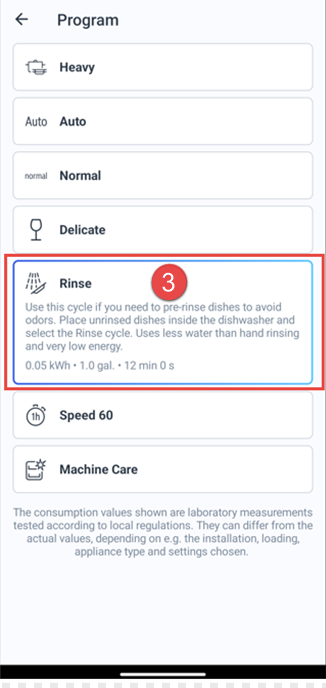 Program
Heavy
Auto Auto
normal Normal
Delicate
Rinse
3
Use this cycle if you need to pre-rinse dishes to avoid
odors. Place unrinsed dishes inside the dishwasher and
select the Rinse cycle. Uses less water than hand rinsing
and very low energy.
0.05 kWh • 1.0 gal. • 12 min 0 s
1h Speed 60
Machine Care
The consumption values shown are laboratory measurements
tested according to local regulations. They can differ from the
actual values, depending on e.g. the installation, loading,
appliance type and settings chosen.